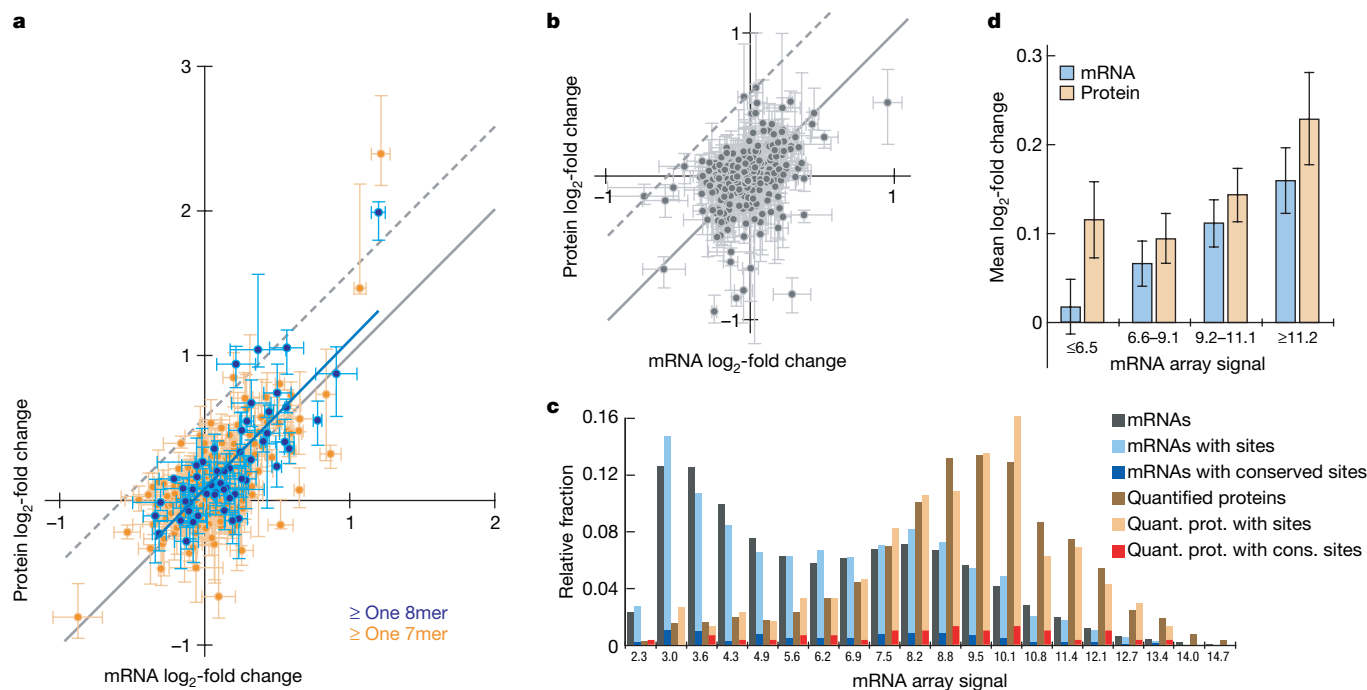 a
3
2
1
−1
1
2
−1
Protein log2-fold change
mRNA log2-fold change
≥ One 8mer
≥ One 7mer
b
1
−1
1
−1
Protein log2-fold change
mRNA log2-fold change
d
0.3
0.2
0.1
0
Mean log2-fold change
mRNA
Protein
≤6.5
6.6–9.1
9.2–11.1
≥11.2
mRNA array signal
c
0.16
0.12
0.08
0.04
0
Relative fraction
mRNAs
mRNAs with sites
mRNAs with conserved sites
Quantified proteins
Quant. prot. with sites
Quant. prot. with cons. sites
2.3 3.0 3.6 4.3 4.9 5.6 6.2 6.9 7.5 8.2 8.8 9.5 10.1 10.8 11.4 12.1 12.7 13.4 14.0 14.7
mRNA array signal